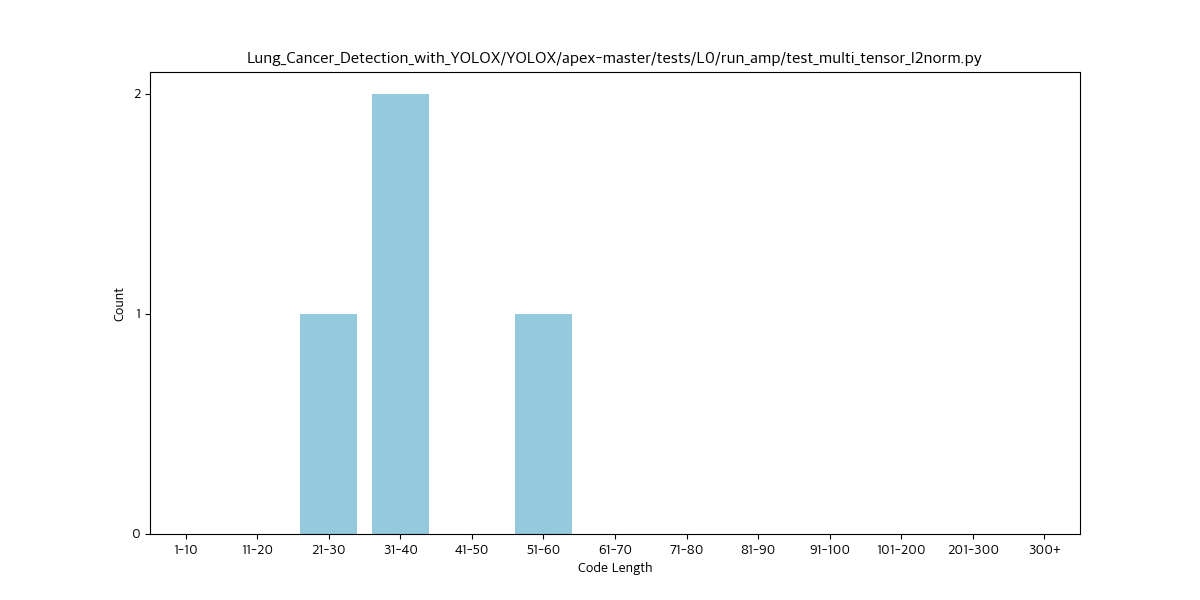 Lung_Cancer_Detection_with_YOLOX/YOLOX/apex-master/tests/L0/run_amp/test_multi_tensor_l2norm.py
2
1
0
Count
1-10 11-20 21-30 31-40 41-50 51-60 61-70 71-80 81-90 91-100 101-200 201-300 300+
Code Length